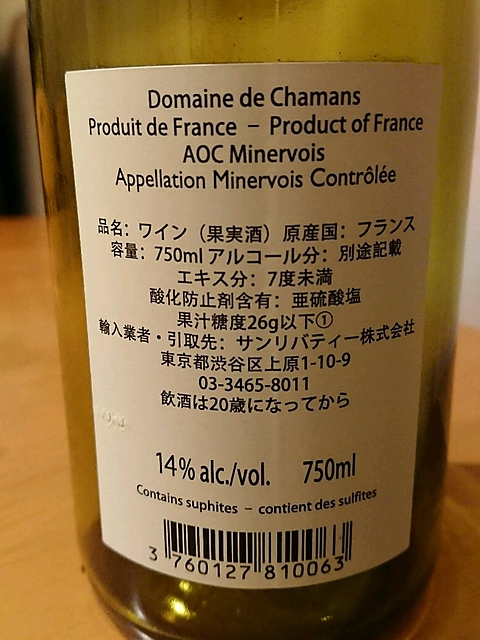 Domaine de Chamans
Produit de France – Product of France
AOC Minervois
Appellation Minervois Contrôlée
品名：ワイン（果実酒）原産国：フランス
容量：750ml アルコール分：別途記載
エキス分：7度未満
酸化防止剤含有：亜硫酸塩
果汁糖度26g以下①
輸入業者・引取先：サンリバティー株式会社
東京都渋谷区上原1-10-9
03-3465-8011
飲酒は20歳になってから
14% alc./vol. 750ml
Contains suphites – contient des sulfites
3 760127 810063